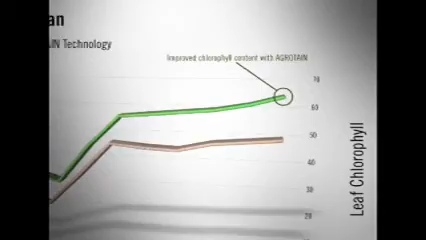 an
AIN Technology
Improved chlorophyll content with AGROTAIN
70
60
50
40
30
20
Leaf Chlorophyll